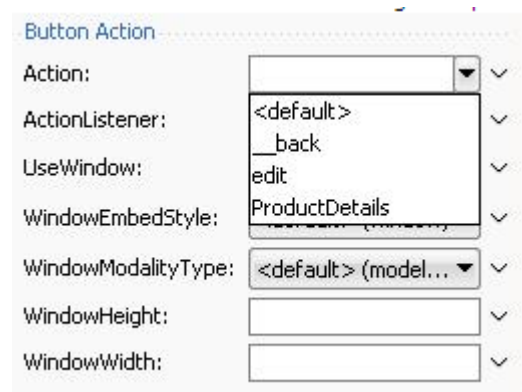 Button Action
Action:
<default>
ActionListener:
__back
UseWindow:
edit
ProductDetails
WindowEmbedStyle:
WindowModalityType: <default> (model...
WindowHeight:
WindowWidth: